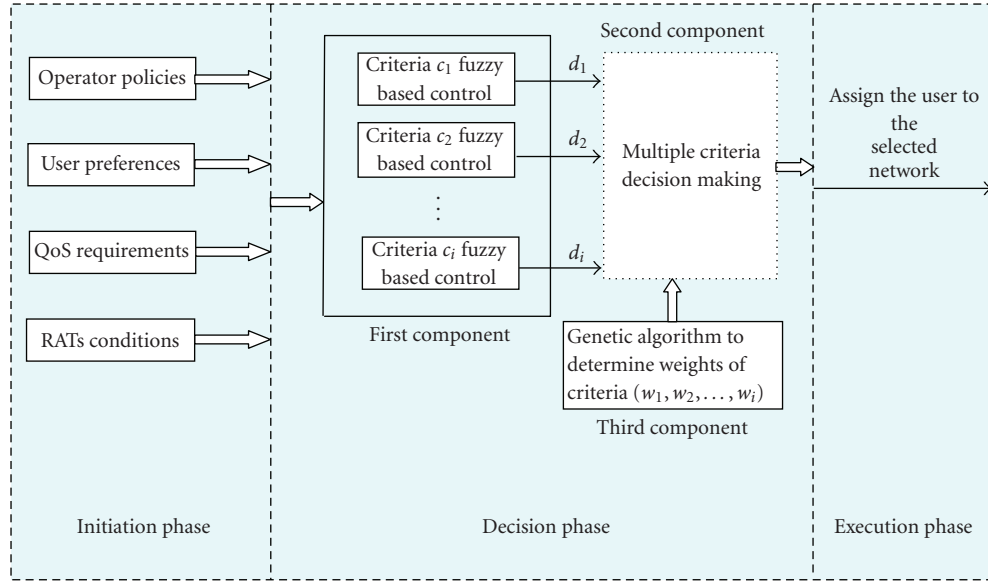 Operator policies
User preferences
QoS requirements
RATs conditions
Initiation phase
Criteria c₁ fuzzy
based control
Criteria c₂ fuzzy
based control
⋮
Criteria cᵢ fuzzy
based control
First component
d₁
d₂
dᵢ
Second component
Multiple criteria
decision making
Genetic algorithm to
determine weights of
criteria (w₁, w₂, . . . , wᵢ)
Third component
Decision phase
Assign the user to
the
selected
network
Execution phase